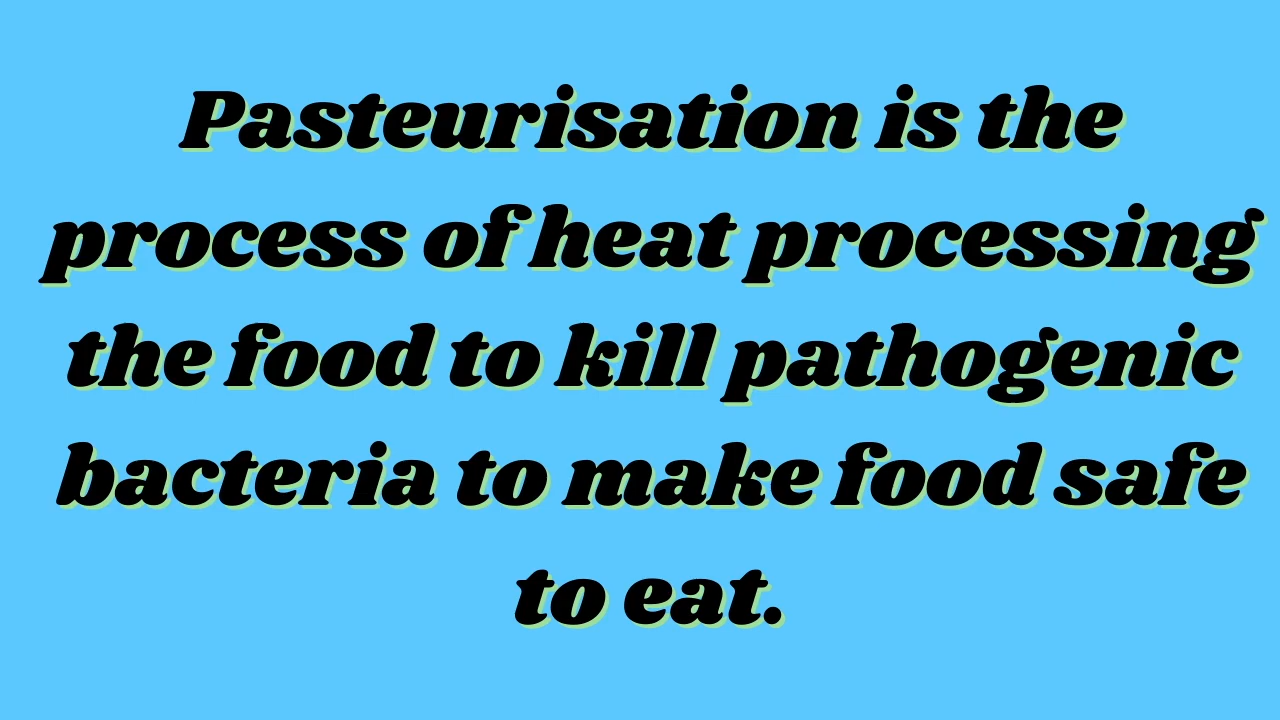 Pasteurisation is the
process of heat processing
the food to kill pathogenic
bacteria to make food safe
to eat.